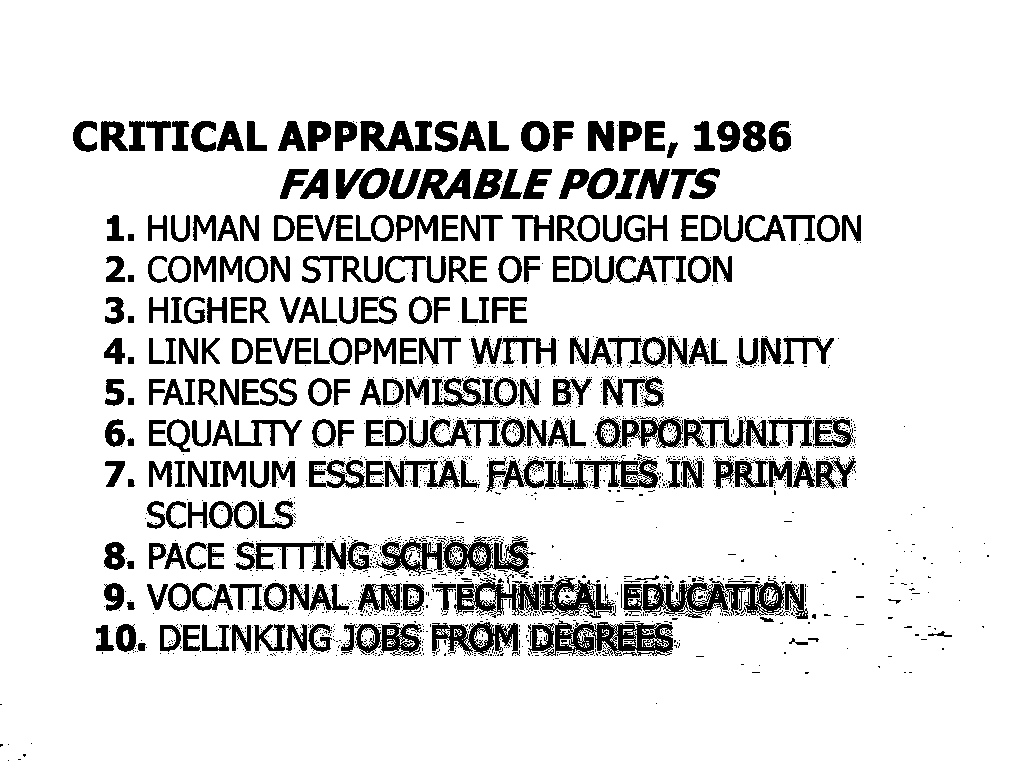 CRITICAL APPRAISAL OF NPE, 1986
FAVOURABLE POINTS
1. HUMAN DEVELOPMENT THROUGH EDUCATION
2. COMMON STRUCTURE OF EDUCATION
3. HIGHER VALUES OF LIFE
4. LINK DEVELOPMENT WITH NATIONAL UNITY
5. FAIRNESS OF ADMISSION BY NTS
6. EQUALITY OF EDUCATIONAL OPPORTUNITIES
7. MINIMUM ESSENTIAL FACILITIES IN PRIMARY
SCHOOLS
8. PACE SETTING SCHOOLS
9. VOCATIONAL AND TECHNICAL EDUCATION
10. DELINKING JOBS FROM DEGREES